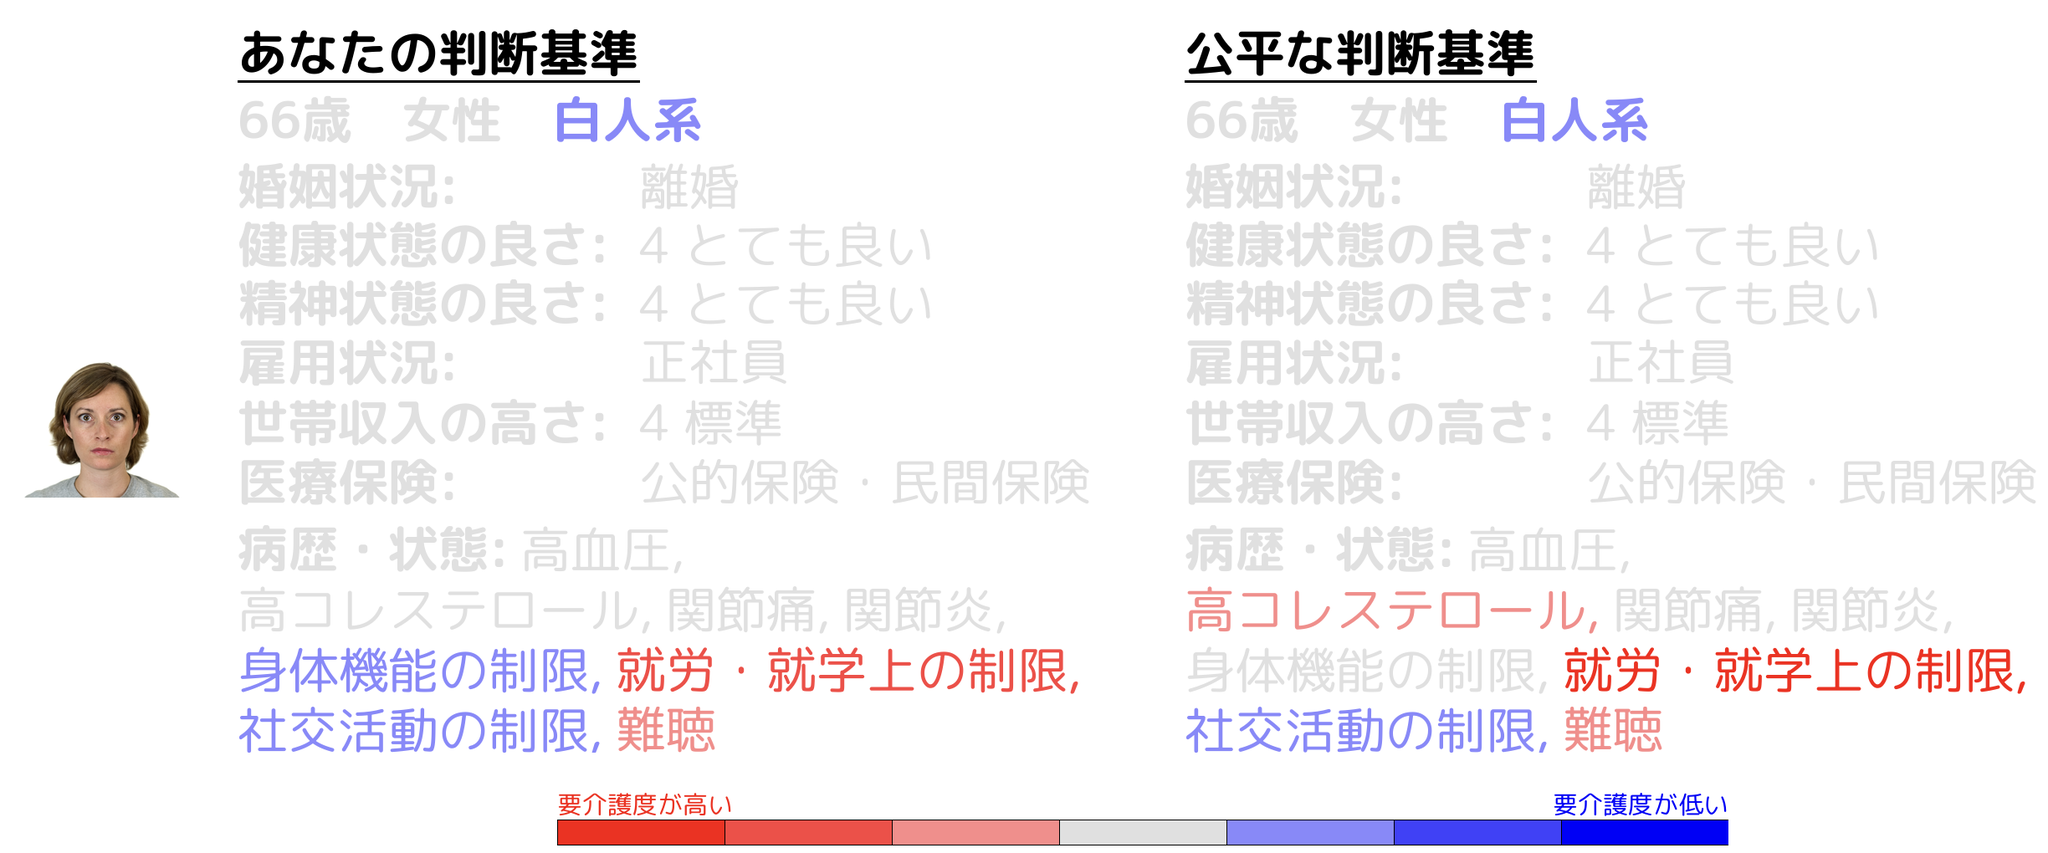 あなたの判断基準
66歳 女性 白人系
婚姻状況: 離婚
健康状態の良さ: 4 とても良い
精神状態の良さ: 4 とても良い
雇用状況: 正社員
世帯収入の高さ: 4 標準
医療保険: 公的保険・民間保険
病歴・状態: 高血圧,
高コレステロール, 関節痛, 関節炎,
身体機能の制限, 就労・就学上の制限,
社交活動の制限, 難聴
公平な判断基準
66歳 女性 白人系
婚姻状況: 離婚
健康状態の良さ: 4 とても良い
精神状態の良さ: 4 とても良い
雇用状況: 正社員
世帯収入の高さ: 4 標準
医療保険: 公的保険・民間保険
病歴・状態: 高血圧,
高コレステロール, 関節痛, 関節炎,
身体機能の制限, 就労・就学上の制限,
社交活動の制限, 難聴
要介護度が高い 要介護度が低い